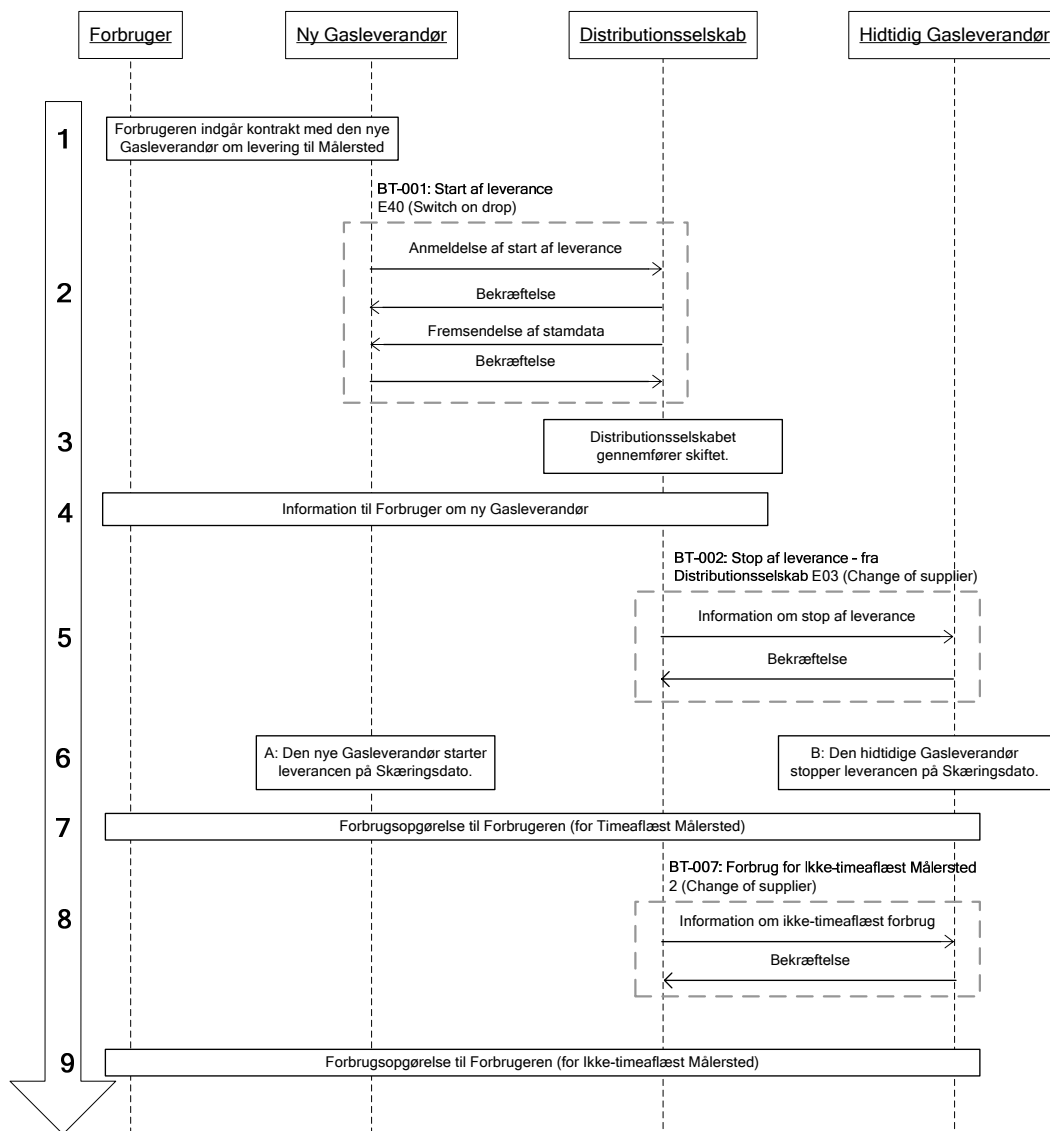 Forbruger
Ny Gasleverandør
Distributionsselskab
Hidtidig Gasleverandør
1
Forbrugeren indgår kontrakt med den nye
Gasleverandør om levering til Målersted
BT-001: Start af leverance
E40 (Switch on drop)
Anmeldelse af start af leverance
2
Bekræftelse
Fremsendelse af stamdata
Bekræftelse
3
Distributionsselskabet
gennemfører skiftet.
4
Information til Forbruger om ny Gasleverandør
BT-002: Stop af leverance - fra
Distributionsselskab E03 (Change of supplier)
5
Information om stop af leverance
Bekræftelse
6
A: Den nye Gasleverandør starter
leverancen på Skæringsdato.
B: Den hidtidige Gasleverandør
stopper leverancen på Skæringsdato.
7
Forbrugsopgørelse til Forbrugeren (for Timeaflæst Målersted)
BT-007: Forbrug for Ikke-timeaflæst Målersted
2 (Change of supplier)
8
Information om ikke-timeaflæst forbrug
Bekræftelse
9
Forbrugsopgørelse til Forbrugeren (for Ikke-timeaflæst Målersted)